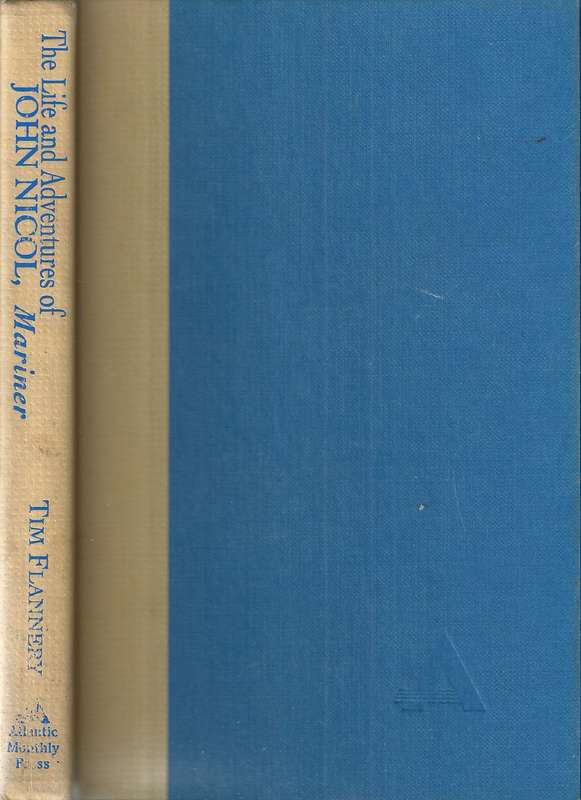 The Life and Adventures of
JOHN NICOL, Mariner
TIM FLANNERY
Atlantic
Monthly
Press